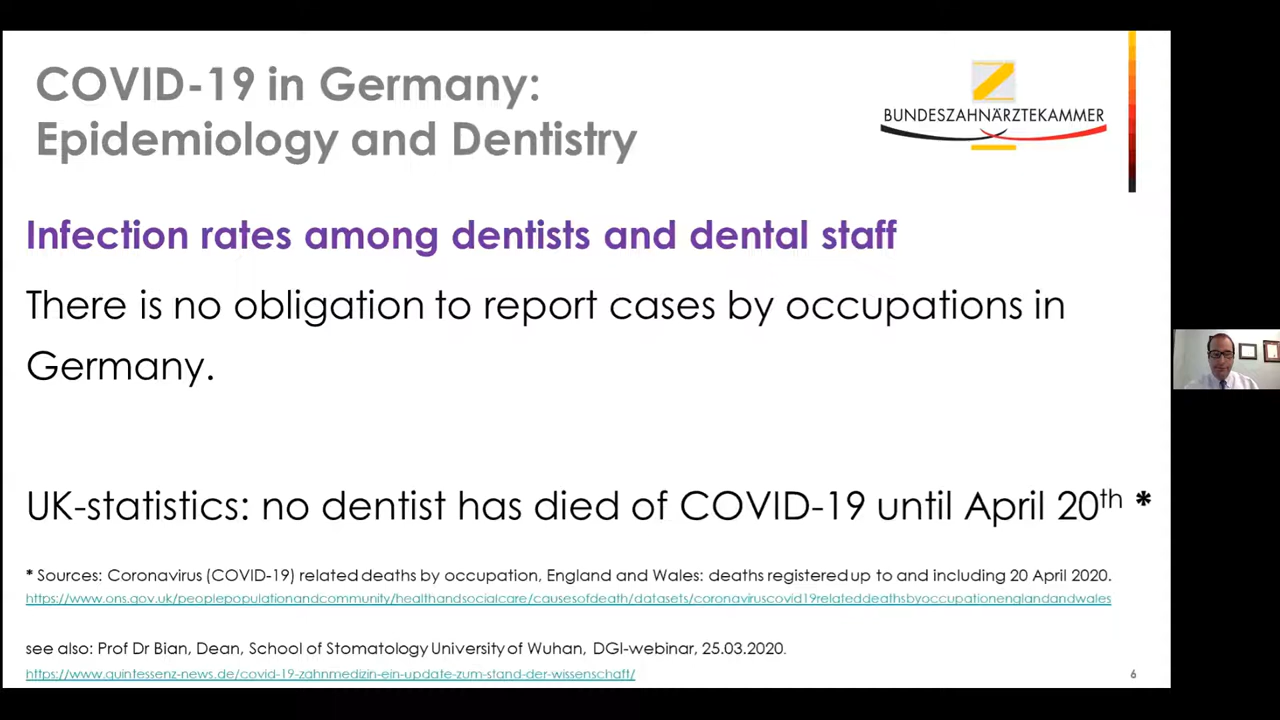 COVID-19 in Germany:
Epidemiology and Dentistry
BUNDESZAHNÄRZTEKAMMER
Infection rates among dentists and dental staff
There is no obligation to report cases by occupations in
Germany.
UK-statistics: no dentist has died of COVID-19 until April 20th *
* Sources: Coronavirus (COVID-19) related deaths by occupation, England and Wales: deaths registered up to and including 20 April 2020.
https://www.ons.gov.uk/peoplepopulationandcommunity/healthandsocialcare/causesofdeath/datasets/coronaviruscovid19relateddeathsbyoccupationenglandandwales
see also: Prof Dr Bian, Dean, School of Stomatology University of Wuhan, DGI-webinar, 25.03.2020.
https://www.quintessenz-news.de/covid-19-zahnmedizin-ein-update-zum-stand-der-wissenschaft/
6